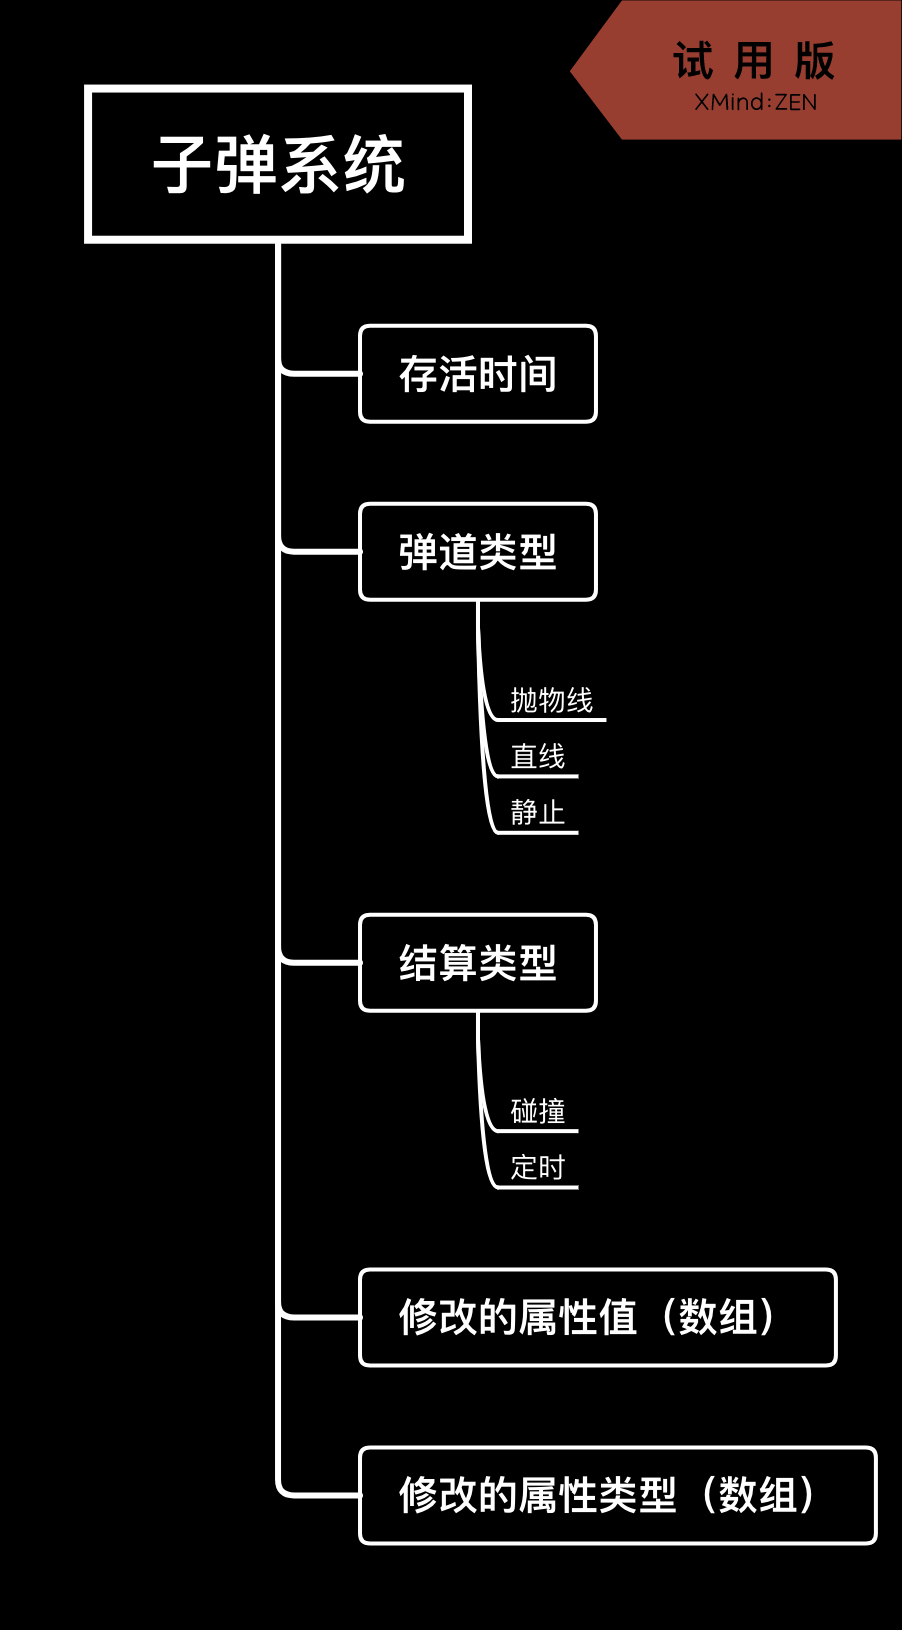 试 用 版
XMind:ZEN
子弹系统
存活时间
弹道类型
抛物线
直线
静止
结算类型
碰撞
定时
修改的属性值（数组）
修改的属性类型（数组）